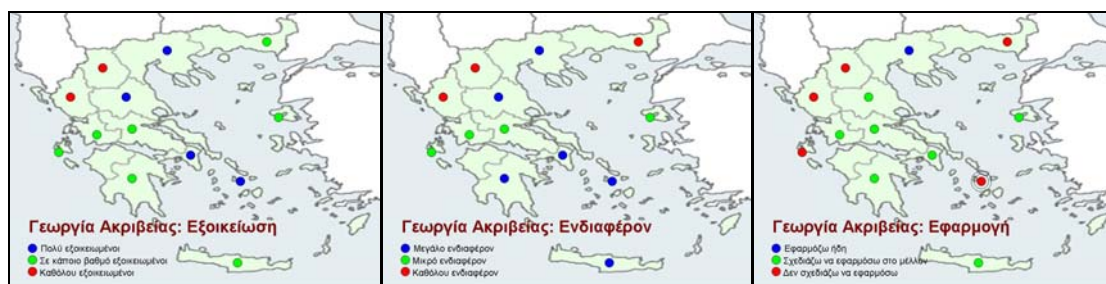 Γεωργία Ακριβείας: Εξοικείωση
Πολύ εξοικειωμένοι
Σε κάποιο βαθμό εξοικειωμένοι
Καθόλου εξοικειωμένοι
Γεωργία Ακριβείας: Ενδιαφέρον
Μεγάλο ενδιαφέρον
Μικρό ενδιαφέρον
Καθόλου ενδιαφέρον
Γεωργία Ακριβείας: Εφαρμογή
Εφαρμόζω ήδη
Σχεδιάζω να εφαρμόσω στο μέλλον
Δεν σχεδιάζω να εφαρμόσω